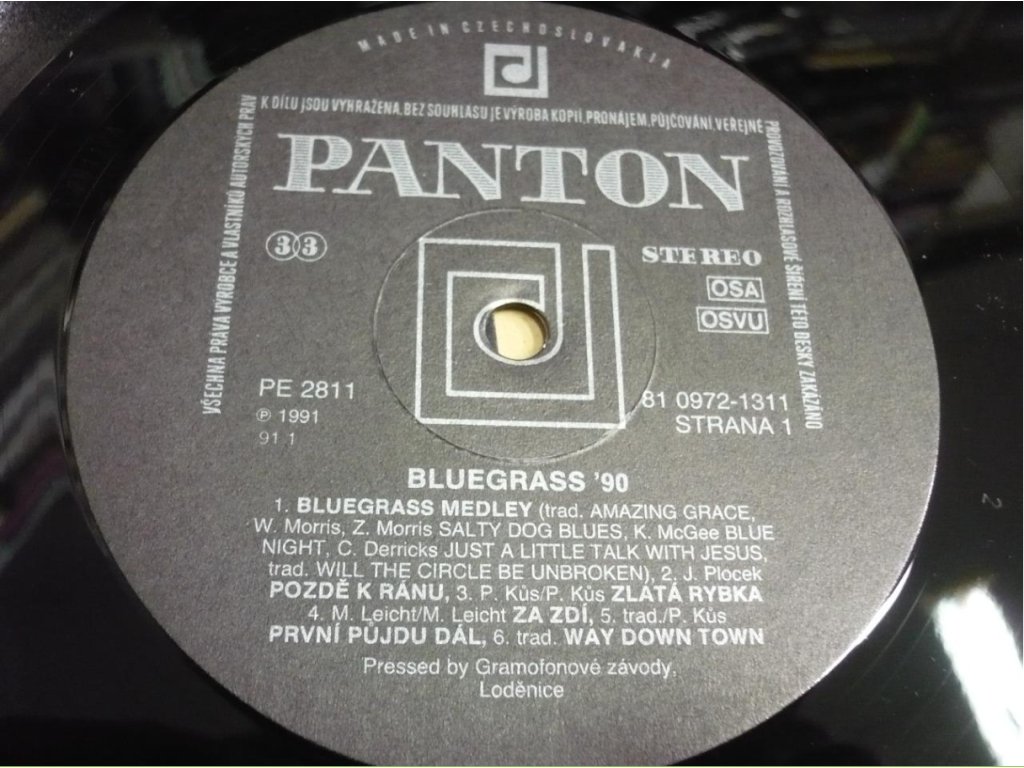 MADE IN CZECHOSLOVAKIA
VŠECHNA PRÁVA VÝROBCE A VLASTNÍKŮ AUTORSKÝCH PRÁV
K DÍLU JSOU VYHRAŽENA. BEZ SOUHLASU JE VÝROBA KOPIÍ, PRONÁJEM, PŮJČOVÁNÍ, VEŘEJNÉ
PROVOZOVÁNÍ A ROZHLASOVÉ ŠÍŘENÍ TÉTO DESKY ZAKÁZÁNO
PANTON
33
STEREO
OSA
OSVU
PE 2811
℗ 1991
91.1
81 0972-1311
STRANA 1
BLUEGRASS '90
1. BLUEGRASS MEDLEY (trad. AMAZING GRACE,
W. Morris, Z. Morris SALTY DOG BLUES, K. McGee BLUE
NIGHT, C. Derricks JUST A LITTLE TALK WITH JESUS,
trad. WILL THE CIRCLE BE UNBROKEN), 2. J. Plocek
POZDĚ K RÁNU, 3. P. Kůs/P. Kůs ZLATÁ RYBKA
4. M. Leicht/M. Leicht ZA ZDÍ, 5. trad./P. Kůs
PRVNÍ PŮJDU DÁL, 6. trad. WAY DOWN TOWN
Pressed by Gramofonové závody,
Loděnice
2